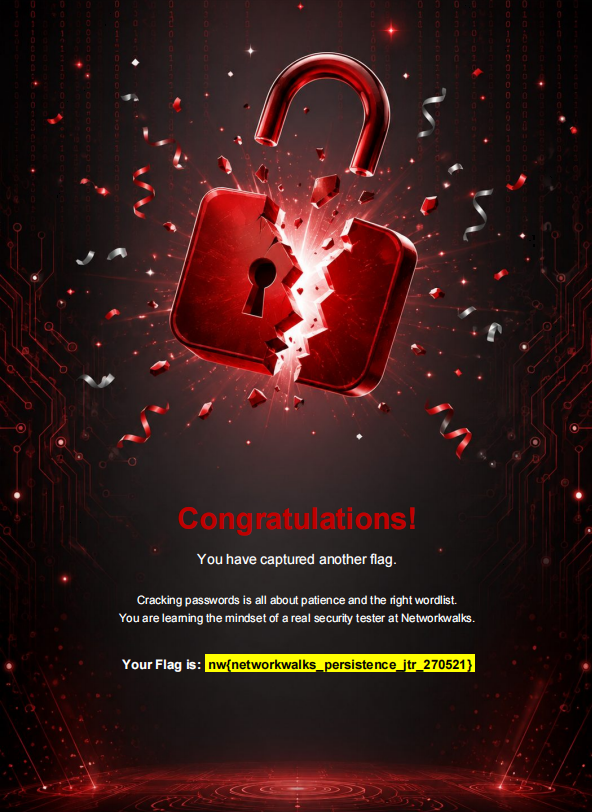 Congratulations!
You have captured another flag.
Cracking passwords is all about patience and the right wordlist.
You are learning the mindset of a real security tester at Networkwalks.
Your Flag is: nw{networkwalks_persistence_jtr_270521}